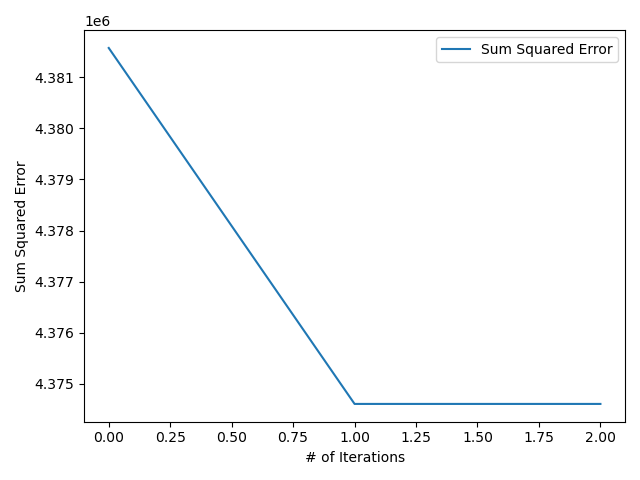 1e6
Sum Squared Error
4.381
4.380
4.379
4.378
4.377
4.376
4.375
Sum Squared Error
0.00 0.25 0.50 0.75 1.00 1.25 1.50 1.75 2.00
# of Iterations